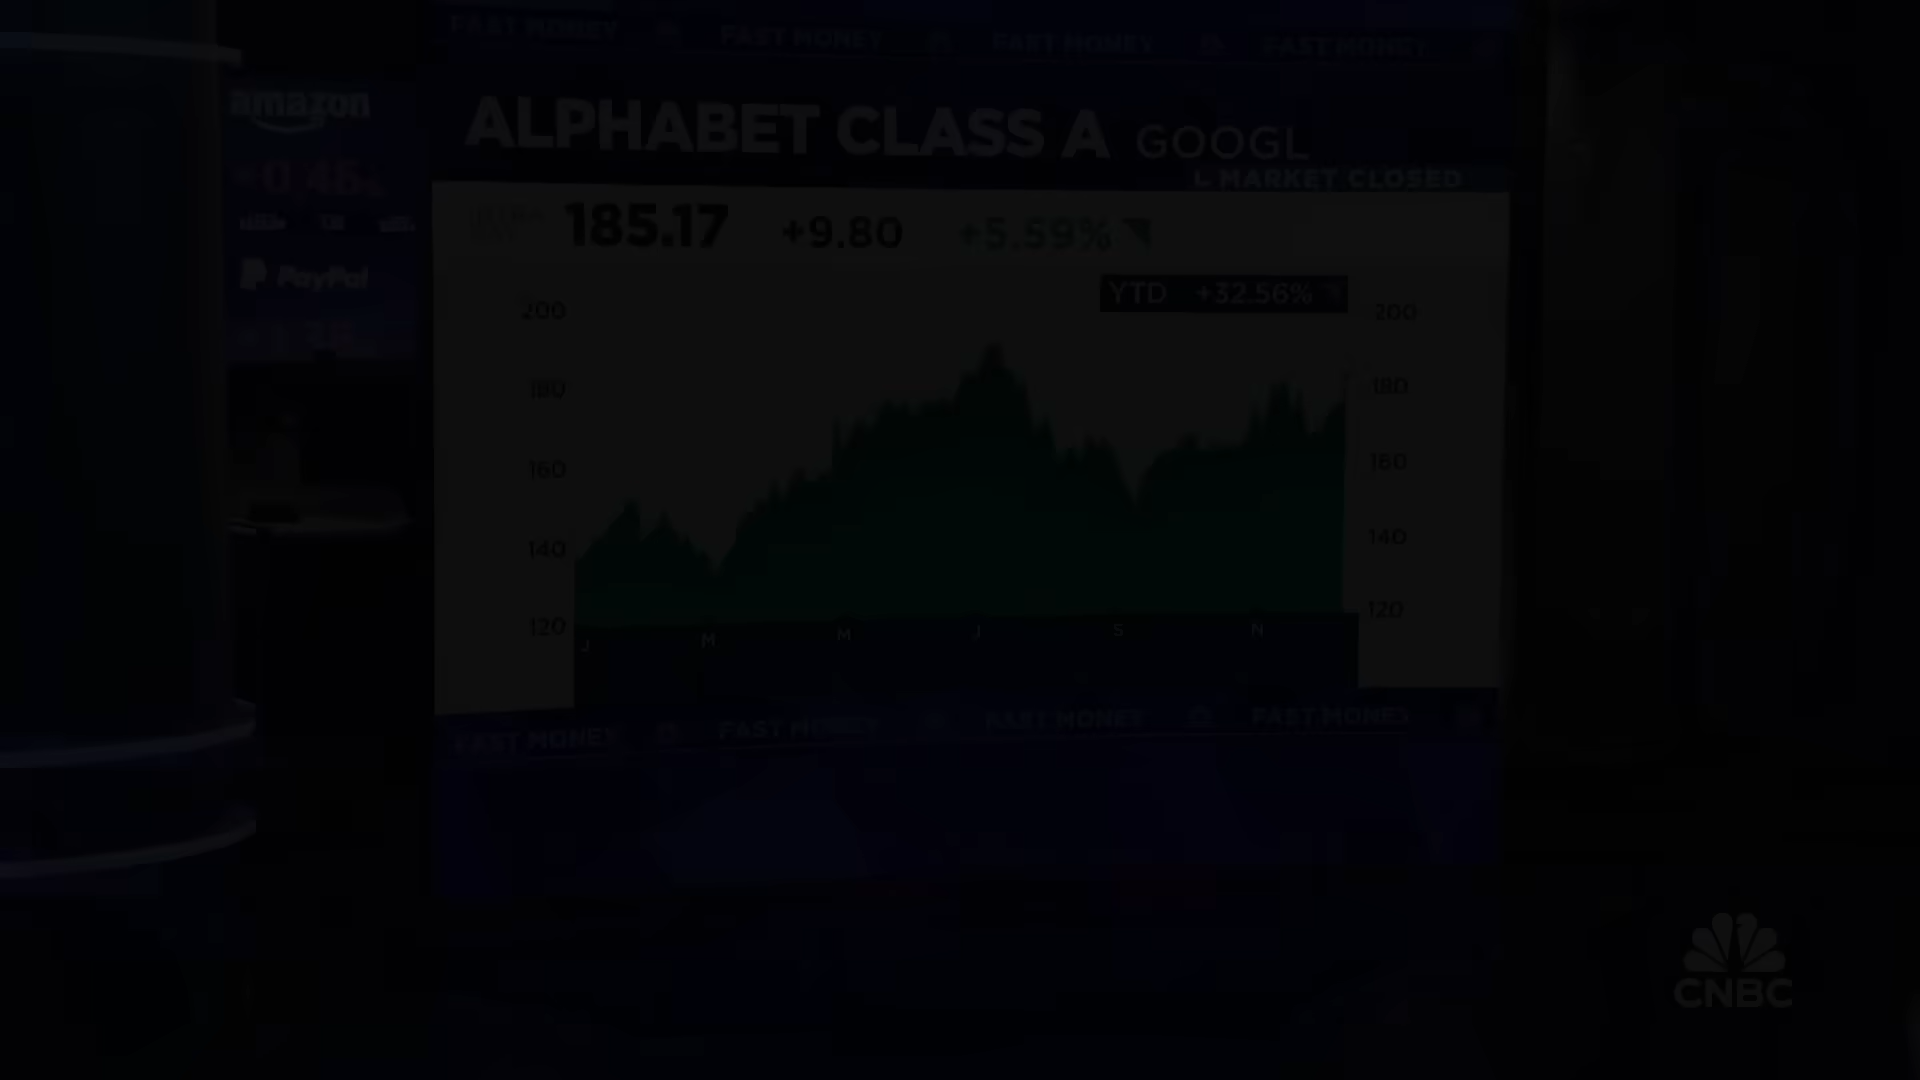 FAST MONEY FAST MONEY FAST MONEY FAST MONEY
amazon
PayPal
ALPHABET CLASS A GOOGL
MARKET CLOSED
185.17 +9.80 +5.59%
YTD +32.56%
200 200
180 180
160 160
140 140
120 120
J M M J S N
FAST MONEY FAST MONEY FAST MONEY FAST MONEY
CNBC